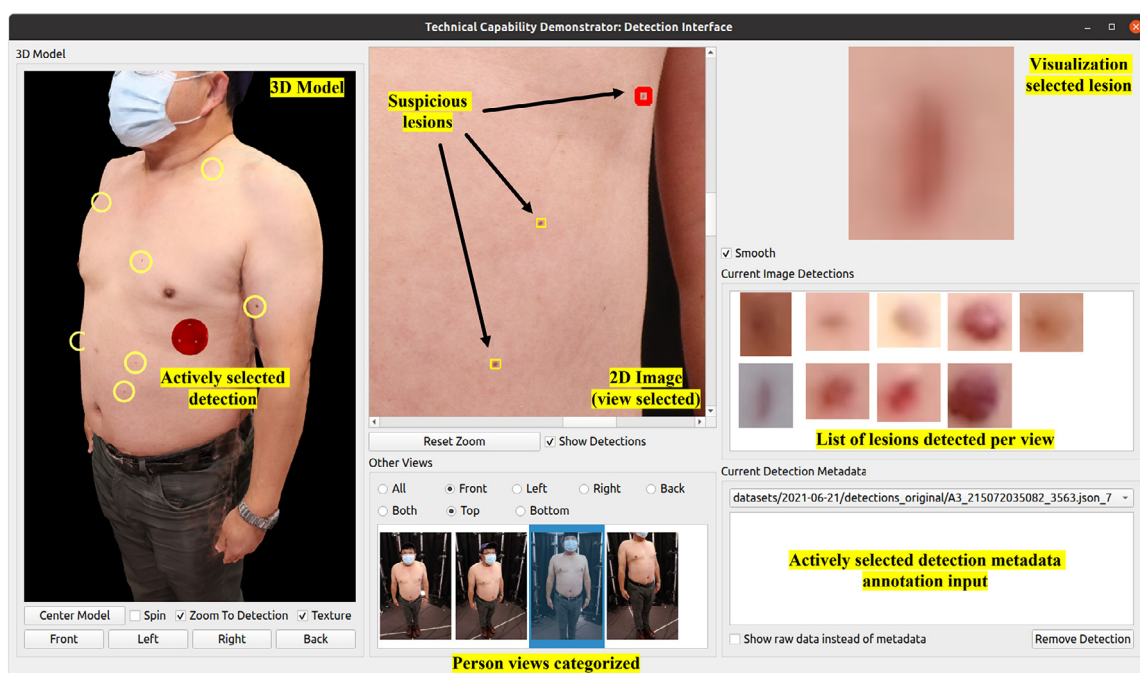 Technical Capability Demonstrator: Detection Interface
3D Model
3D Model
Actively selected
detection
Center Model
Spin
Zoom To Detection
Texture
Front
Left
Right
Back
Suspicious
lesions
2D Image
(view selected)
Reset Zoom
Show Detections
Other Views
All
Front
Left
Right
Back
Both
Top
Bottom
Person views categorized
Visualization
selected lesion
Smooth
Current Image Detections
List of lesions detected per view
Current Detection Metadata
datasets/2021-06-21/detections_original/A3_215072035082_3563.json_7
Actively selected detection metadata
annotation input
Show raw data instead of metadata
Remove Detection